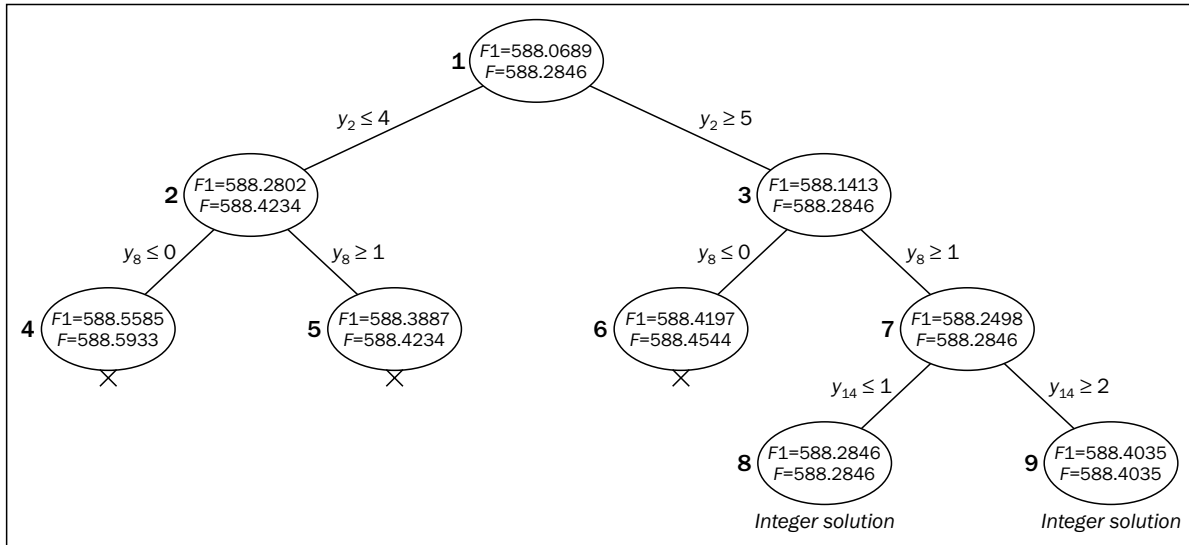 1
F1=588.0689
F=588.2846
y₂ ≤ 4
y₂ ≥ 5
2
F1=588.2802
F=588.4234
3
F1=588.1413
F=588.2846
y₈ ≤ 0
y₈ ≥ 1
y₈ ≤ 0
y₈ ≥ 1
4
F1=588.5585
F=588.5933
5
F1=588.3887
F=588.4234
6
F1=588.4197
F=588.4544
7
F1=588.2498
F=588.2846
y₁₄ ≤ 1
y₁₄ ≥ 2
8
F1=588.2846
F=588.2846
9
F1=588.4035
F=588.4035
Integer solution
Integer solution